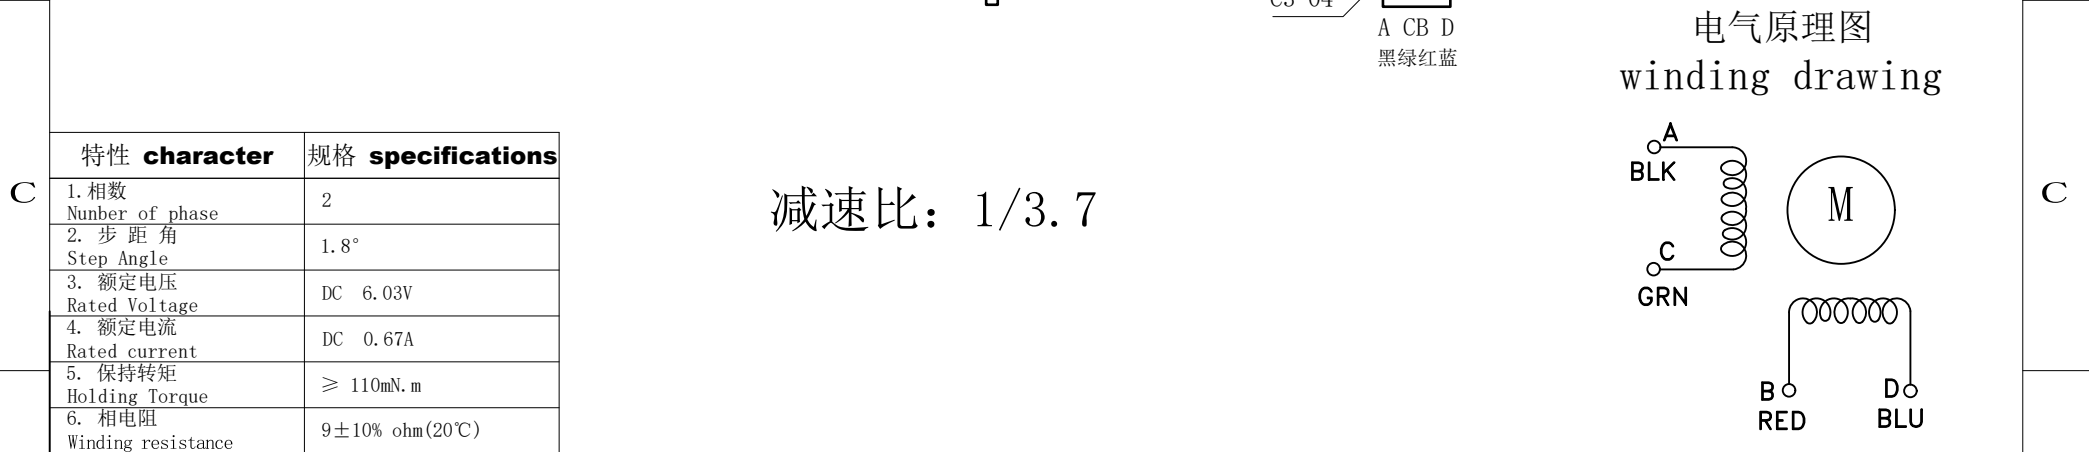 A CB D
黑绿红蓝
电气原理图
winding drawing
特性 character 规格 specifications
1.相数
Nunber of phase
2
2. 步 距 角
Step Angle
1.8°
3. 额定电压
Rated Voltage
DC 6.03V
4. 额定电流
Rated current
DC 0.67A
5. 保持转矩
Holding Torque
≥ 110mN.m
6. 相电阻
Winding resistance
9±10% ohm(20℃)
C
减速比: 1/3.7
A
BLK
C
GRN
M
B
RED
D
BLU
C